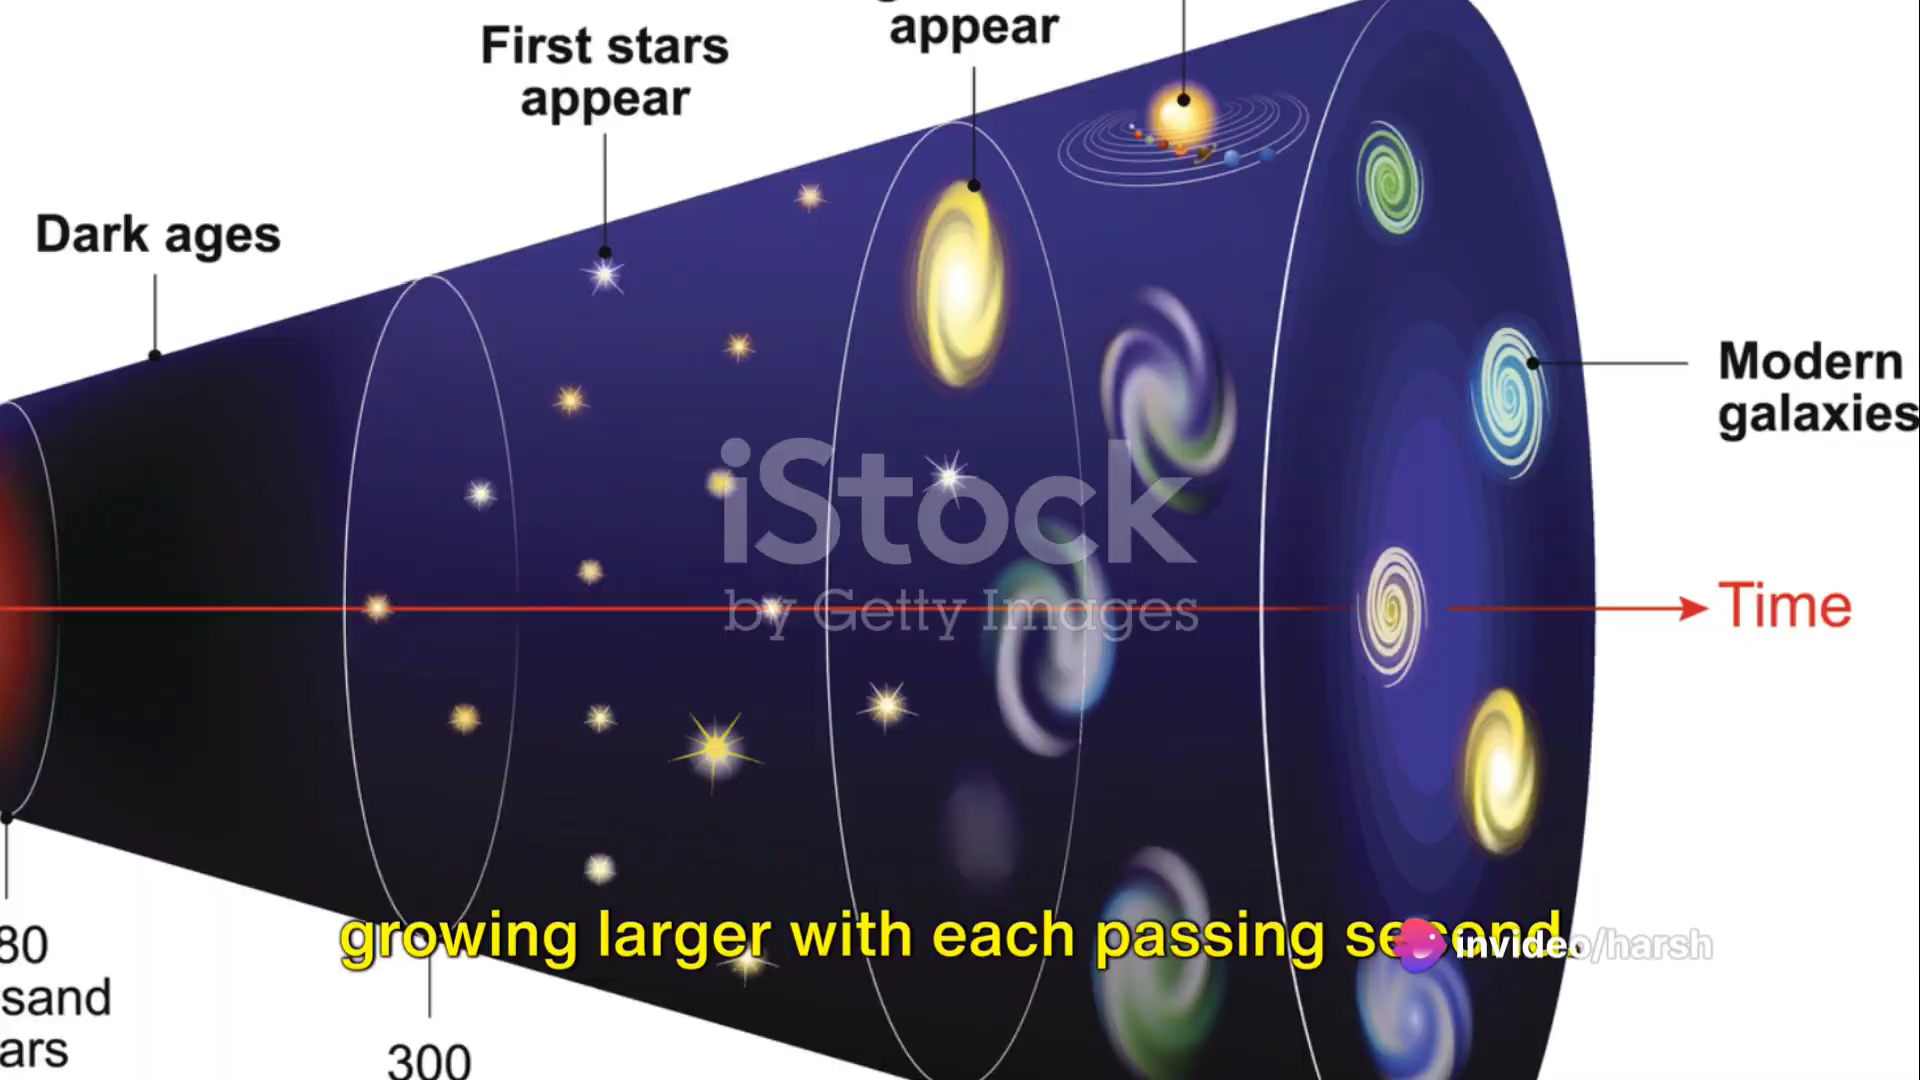 First stars
appear
appear
Dark ages
Modern
galaxies
iStock
by Getty Images
Time
80
sand
ars
300
growing larger with each passing second.
invideo/harsh